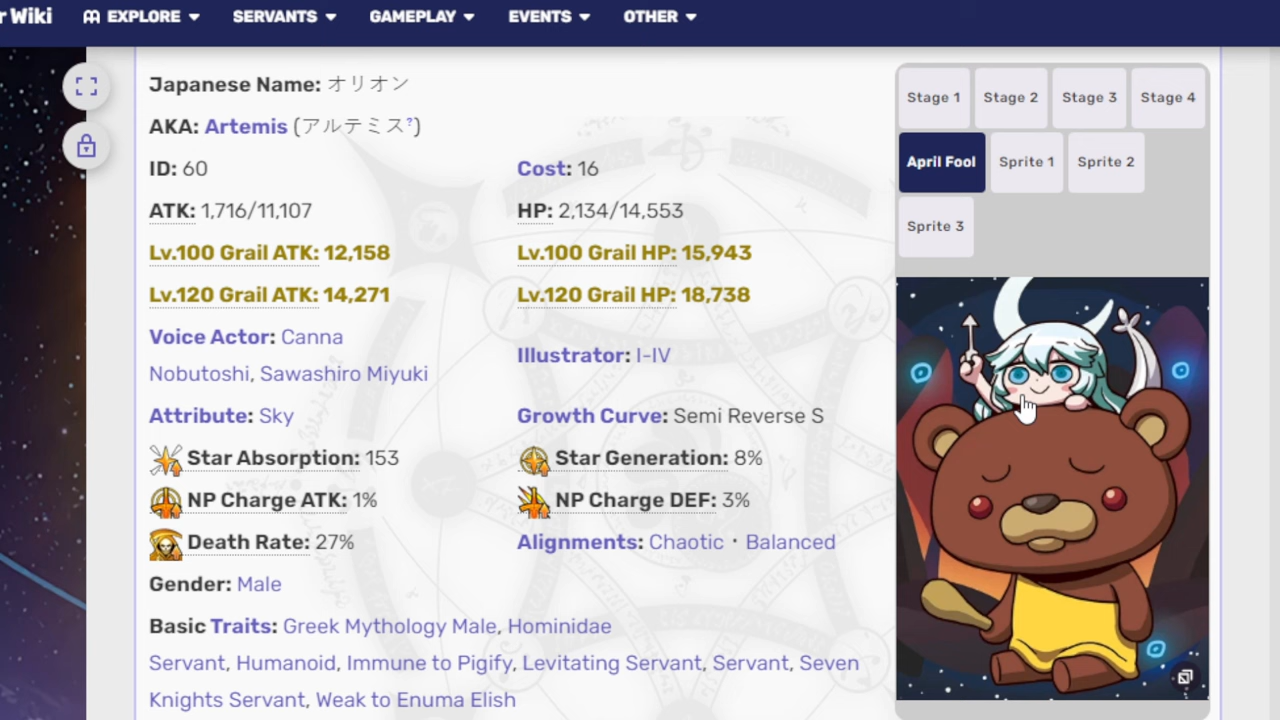 r Wiki EXPLORE SERVANTS GAMEPLAY EVENTS OTHER
Japanese Name: オリオン
AKA: Artemis (アルテミス?)
ID: 60 Cost: 16
ATK: 1,716/11,107 HP: 2,134/14,553
Lv.100 Grail ATK: 12,158 Lv.100 Grail HP: 15,943
Lv.120 Grail ATK: 14,271 Lv.120 Grail HP: 18,738
Voice Actor: Canna
Nobutoshi, Sawashiro Miyuki
Illustrator: I-IV
Attribute: Sky Growth Curve: Semi Reverse S
Star Absorption: 153 Star Generation: 8%
NP Charge ATK: 1% NP Charge DEF: 3%
Death Rate: 27% Alignments: Chaotic・Balanced
Gender: Male
Basic Traits: Greek Mythology Male, Hominidae
Servant, Humanoid, Immune to Pigify, Levitating Servant, Servant, Seven
Knights Servant, Weak to Enuma Elish
Stage 1 Stage 2 Stage 3 Stage 4
April Fool Sprite 1 Sprite 2
Sprite 3